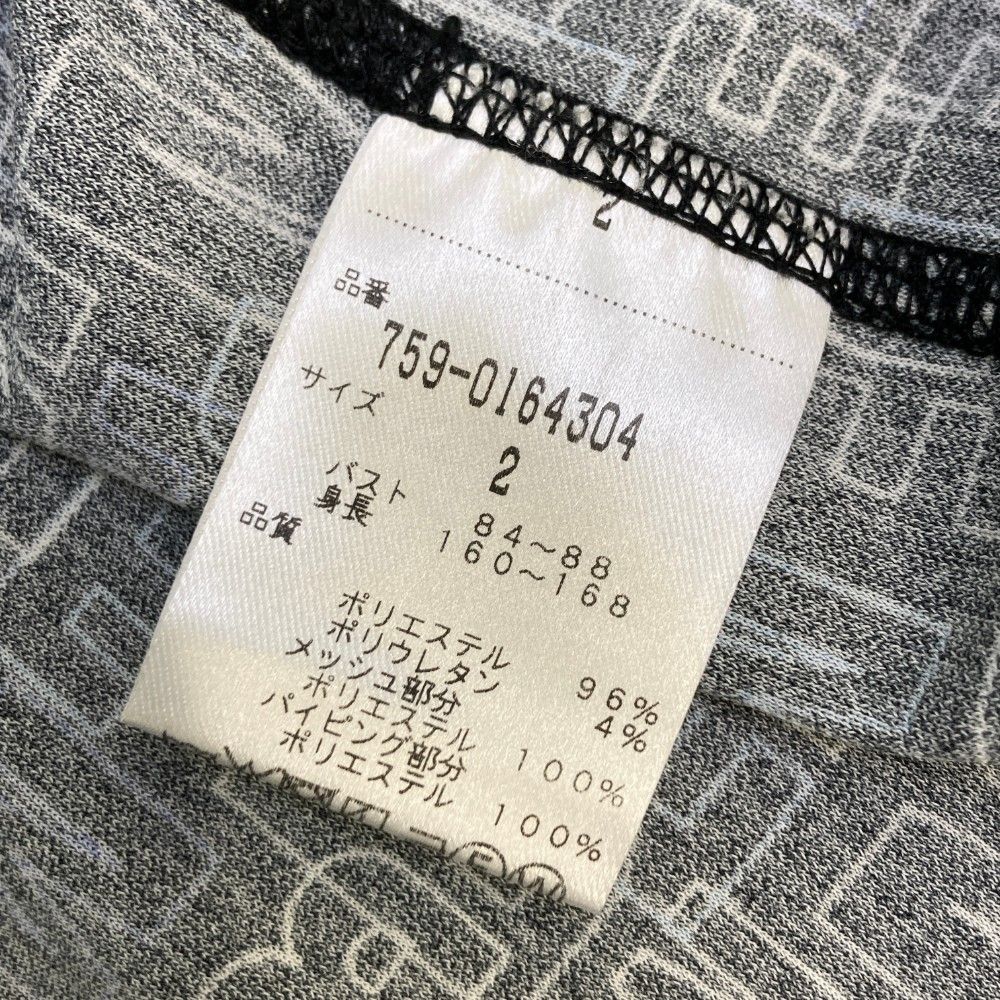 2
品番
759-0164304
サイズ
2
バスト 84～88
身長 160～168
品質
ポリエステル 96%
ポリウレタン 4%
メッシュ部分
ポリエステル 100%
パイピング部分
ポリエステル 100%